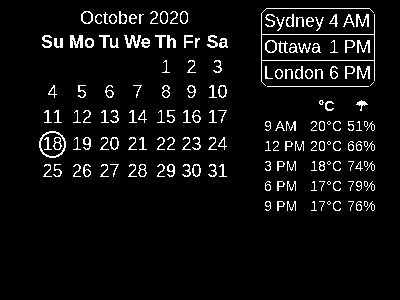 October 2020
Su Mo Tu We Th Fr Sa
1 2 3
4 5 6 7 8 9 10
11 12 13 14 15 16 17
18 19 20 21 22 23 24
25 26 27 28 29 30 31
Sydney 4 AM
Ottawa 1 PM
London 6 PM
°C ☂
9 AM 20°C 51%
12 PM 20°C 66%
3 PM 18°C 74%
6 PM 17°C 79%
9 PM 17°C 76%